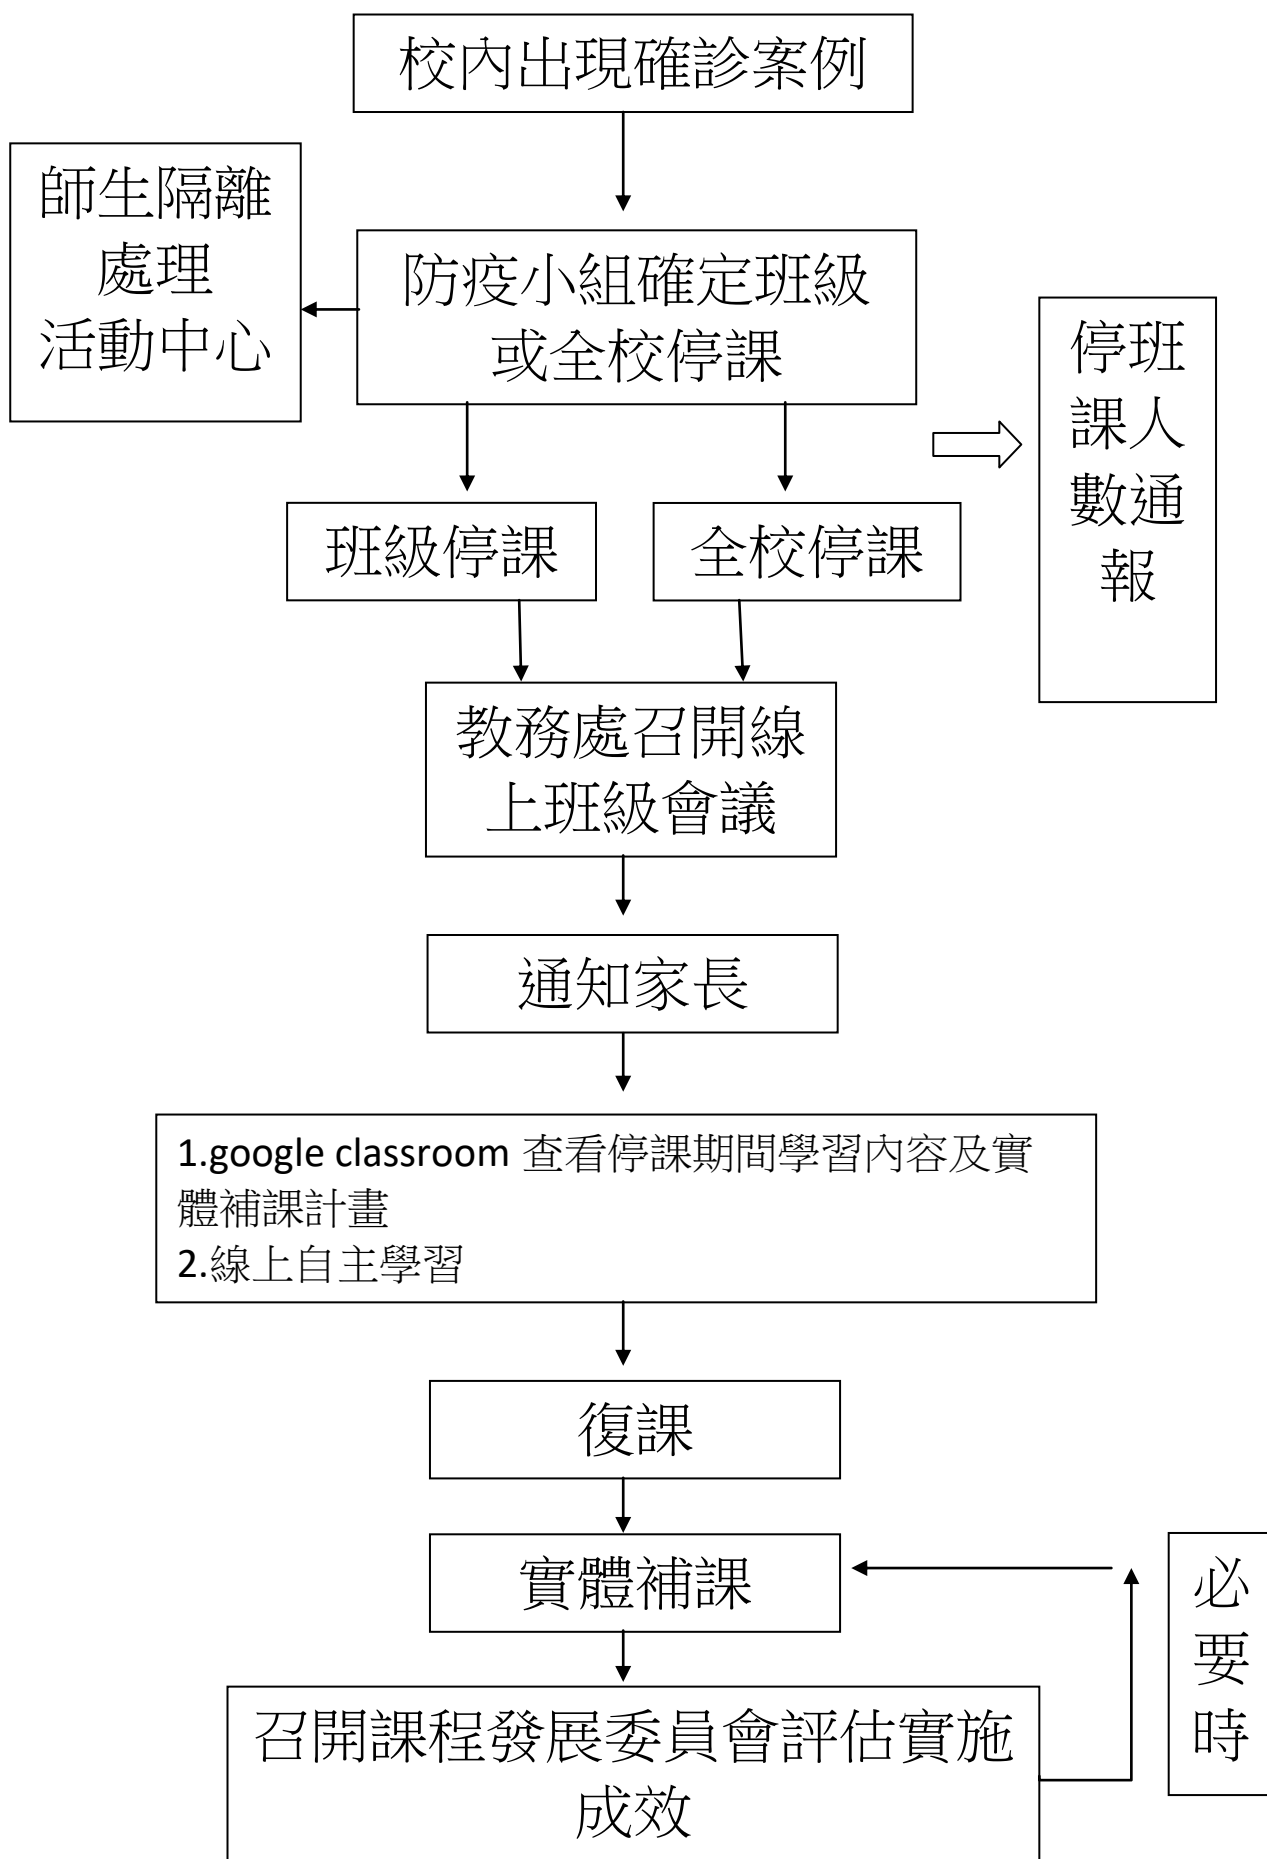 校內出現確診案例
師生隔離
處理
活動中心
防疫小組確定班級
或全校停課
停班
課人
數通
報
班級停課
全校停課
教務處召開線
上班級會議
通知家長
1.google classroom 查看停課期間學習內容及實
體補課計畫
2.線上自主學習
復課
實體補課
必
要
時
召開課程發展委員會評估實施
成效